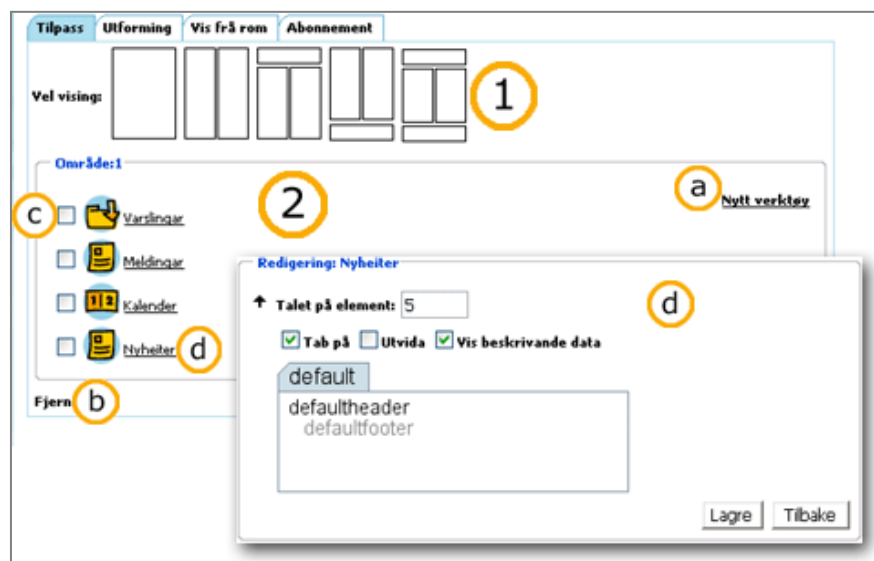 Tilpass Utforming Vis frå rom Abonnement
Vel vising:
1
Område:1
2
a
Nytt verktøy
c
Varslingar
Meldingar
Kalender
Nyheiter d
Fjern b
Redigering: Nyheiter
Talet på element: 5
d
Tab på Utvida Vis beskrivande data
default
defaultheader
defaultfooter
Lagre Tilbake